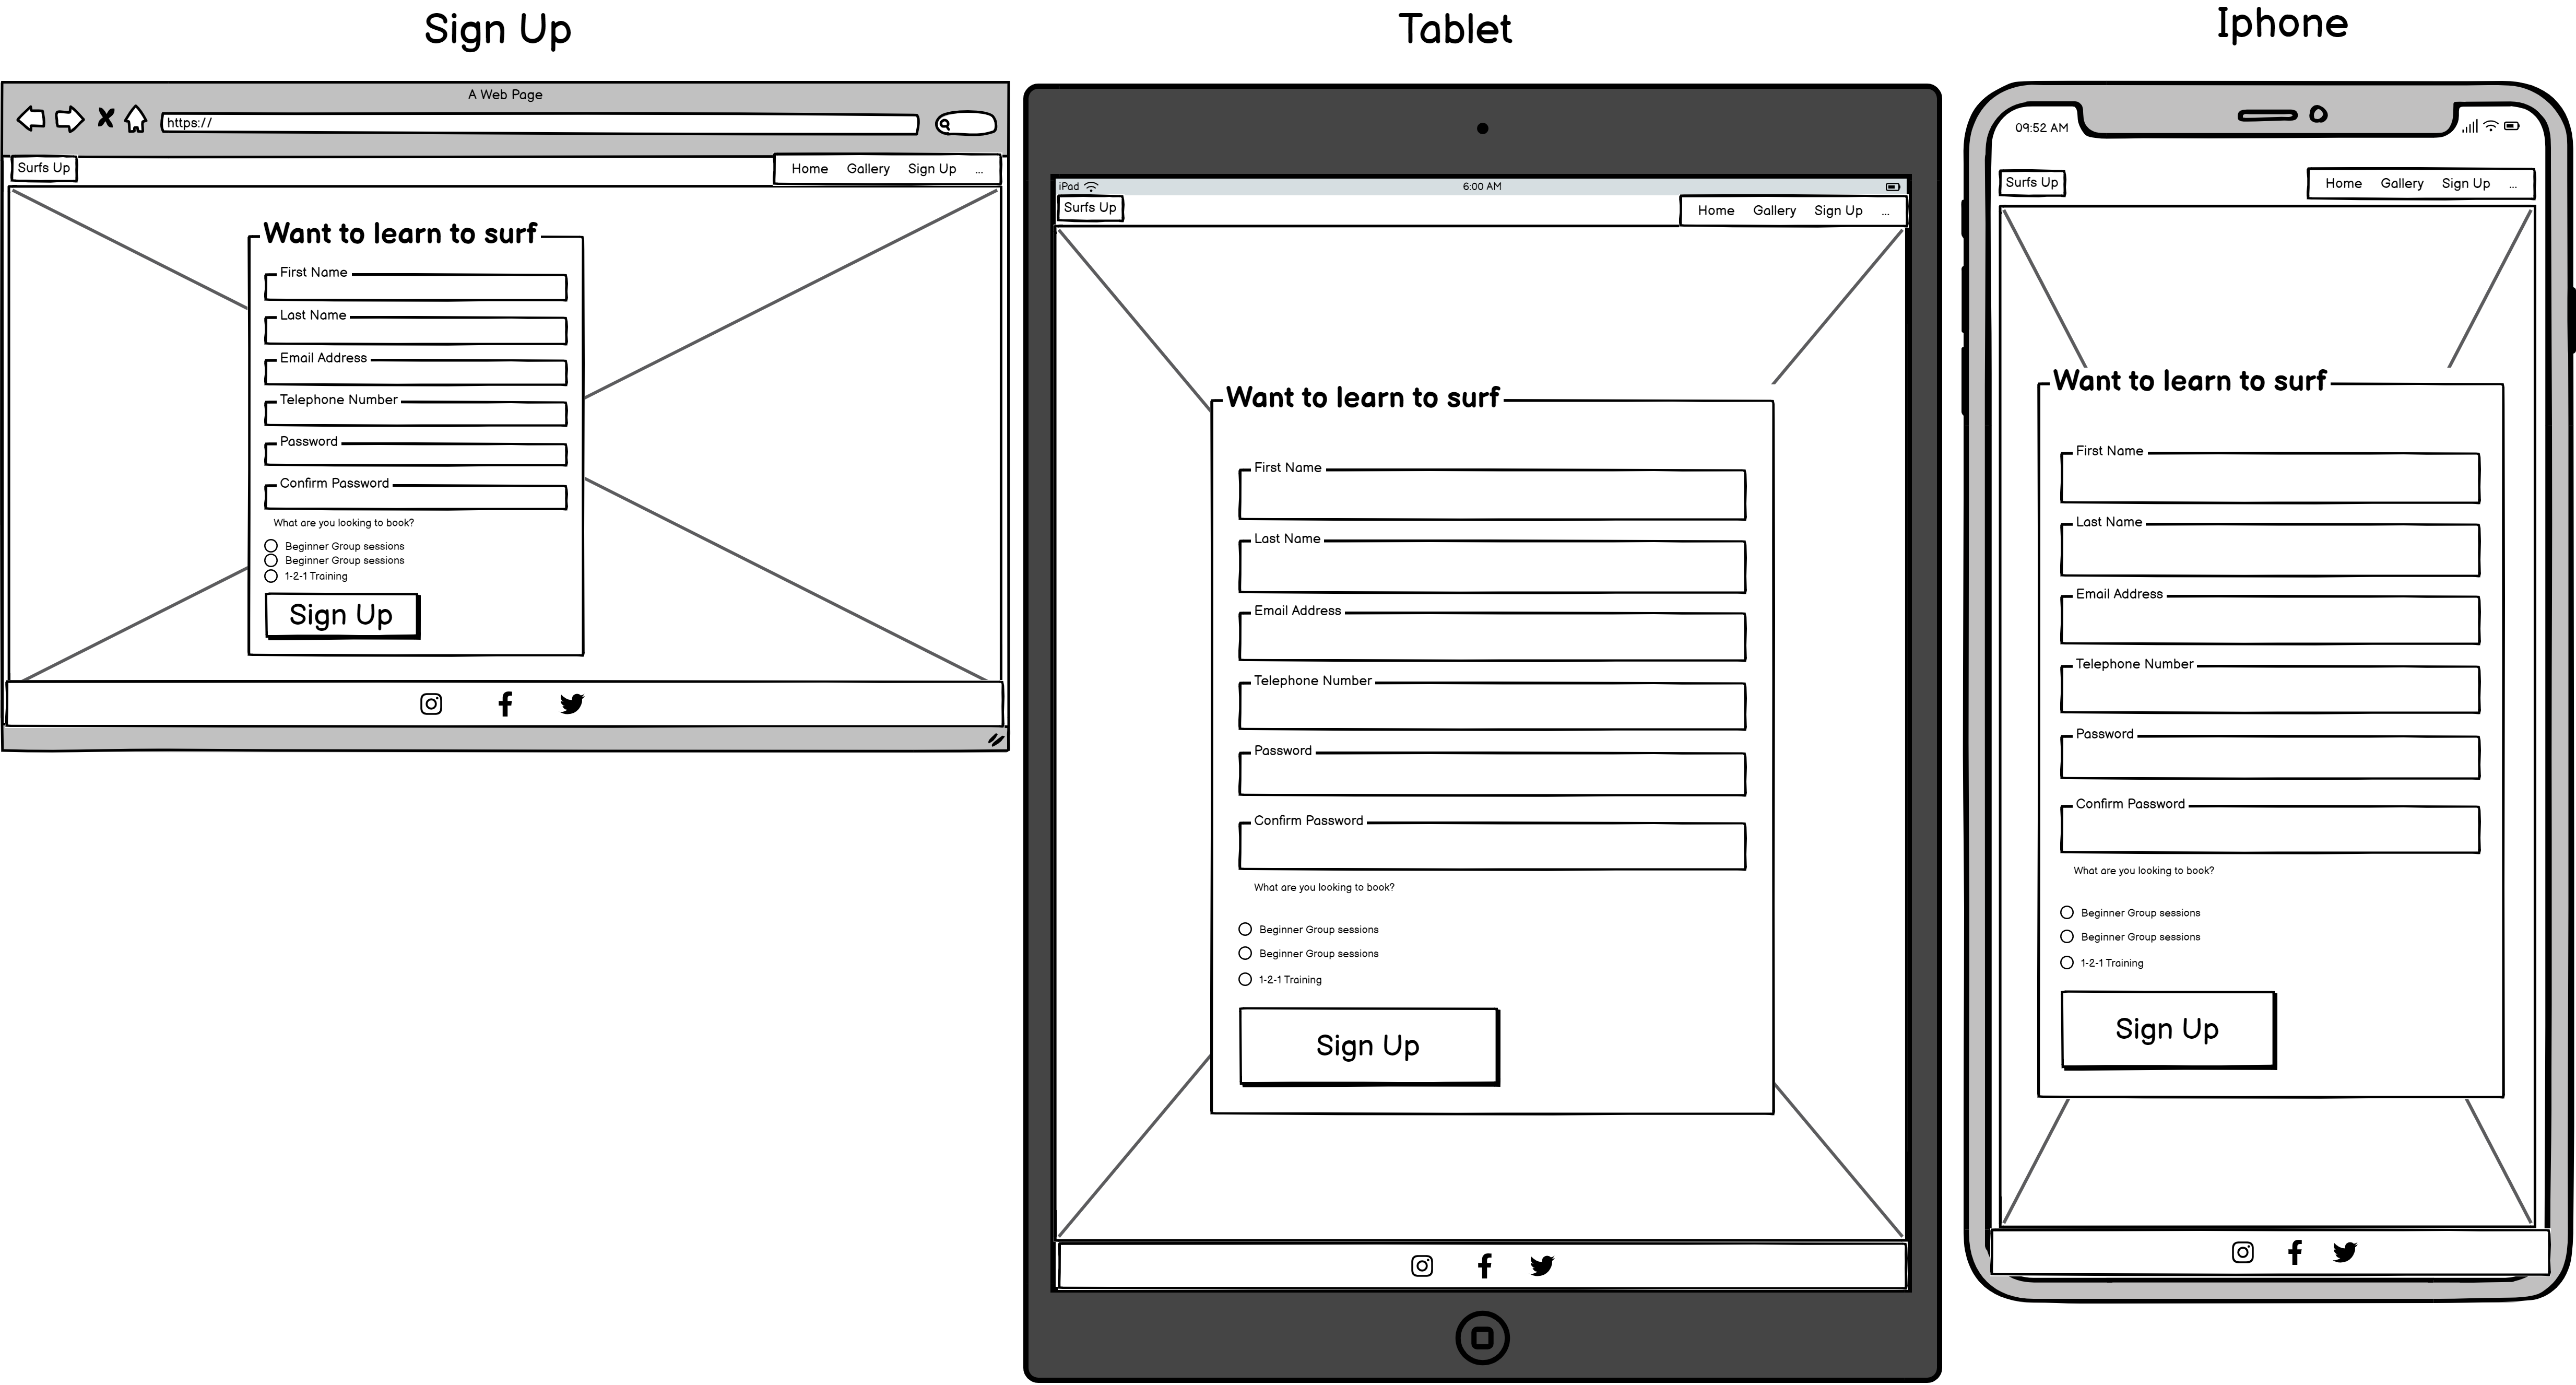 Sign Up
A Web Page
https://
Surfs Up
Home Gallery Sign Up ...
Want to learn to surf
First Name
Last Name
Email Address
Telephone Number
Password
Confirm Password
What are you looking to book?
Beginner Group sessions
Beginner Group sessions
1-2-1 Training
Sign Up
Tablet
iPad 6:00 AM
Surfs Up
Home Gallery Sign Up ...
Want to learn to surf
First Name
Last Name
Email Address
Telephone Number
Password
Confirm Password
What are you looking to book?
Beginner Group sessions
Beginner Group sessions
1-2-1 Training
Sign Up
Iphone
09:52 AM
Surfs Up
Home Gallery Sign Up ...
Want to learn to surf
First Name
Last Name
Email Address
Telephone Number
Password
Confirm Password
What are you looking to book?
Beginner Group sessions
Beginner Group sessions
1-2-1 Training
Sign Up